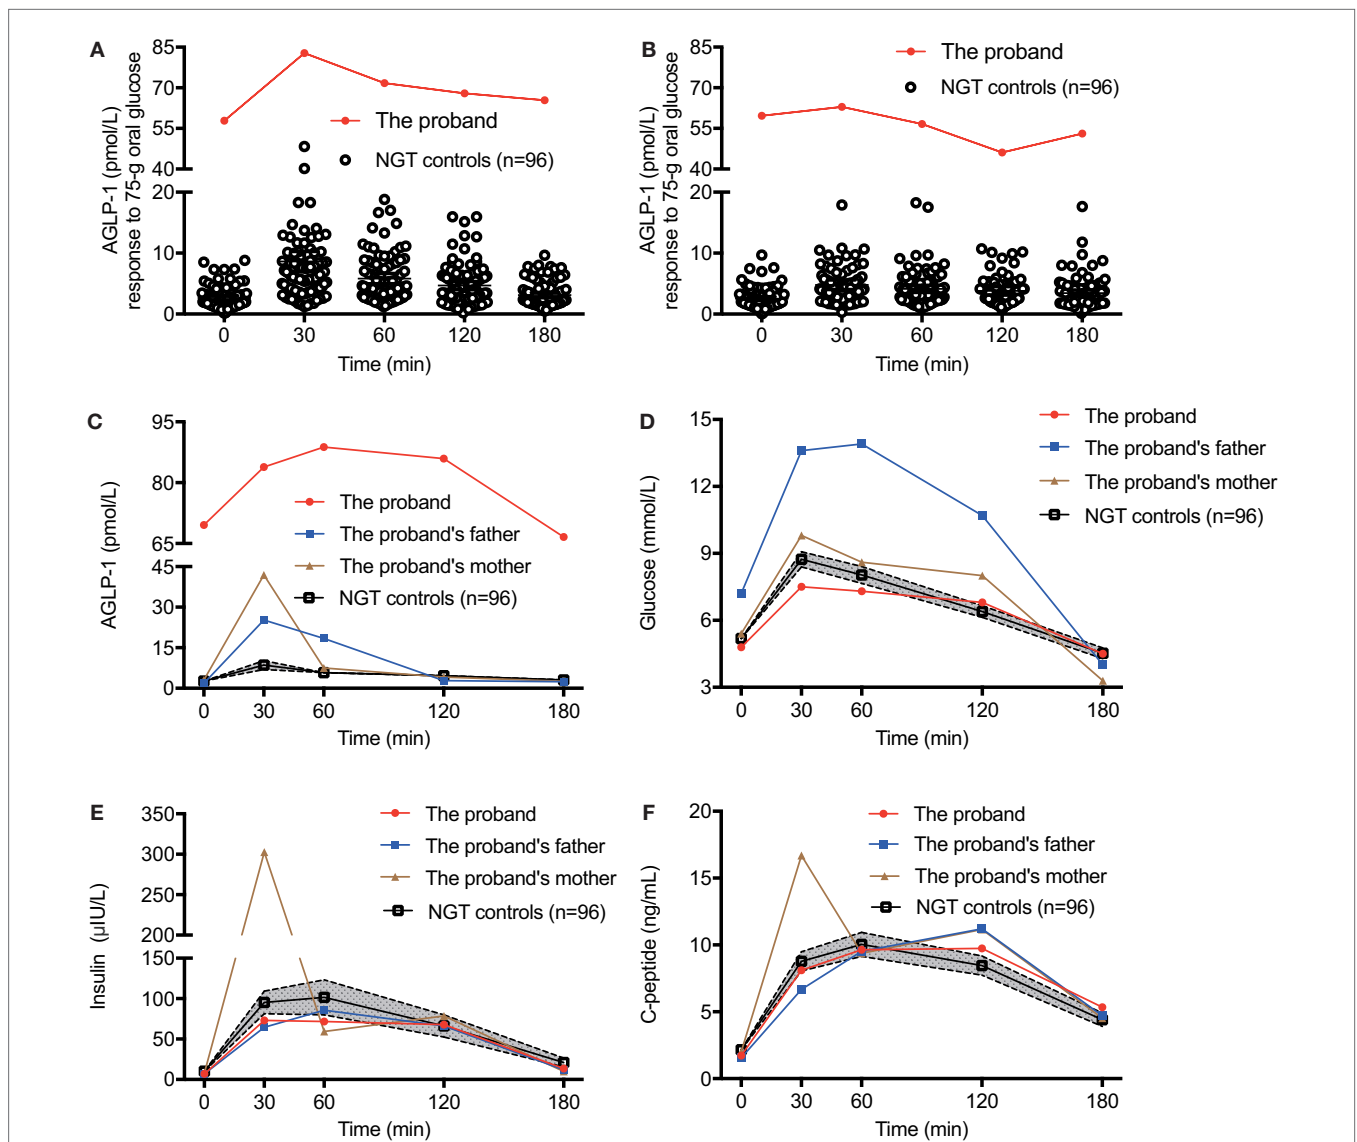 A
AGLP-1 (pmol/L)
response to 75-g oral glucose
85
70
55
40
20
10
0
The proband
NGT controls (n=96)
0 30 60 120 180
Time (min)
B
AGLP-1 (pmol/L)
response to 75-g oral glucose
85
70
55
40
20
10
0
The proband
NGT controls (n=96)
0 30 60 120 180
Time (min)
C
AGLP-1 (pmol/L)
95
80
65
45
30
15
0
The proband
The proband's father
The proband's mother
NGT controls (n=96)
0 30 60 120 180
Time (min)
D
Glucose (mmol/L)
15
12
9
6
3
The proband
The proband's father
The proband's mother
NGT controls (n=96)
0 30 60 120 180
Time (min)
E
Insulin (µIU/L)
350
300
250
200
150
100
50
0
The proband
The proband's father
The proband's mother
NGT controls (n=96)
0 30 60 120 180
Time (min)
F
C-peptide (ng/mL)
20
15
10
5
0
The proband
The proband's father
The proband's mother
NGT controls (n=96)
0 30 60 120 180
Time (min)